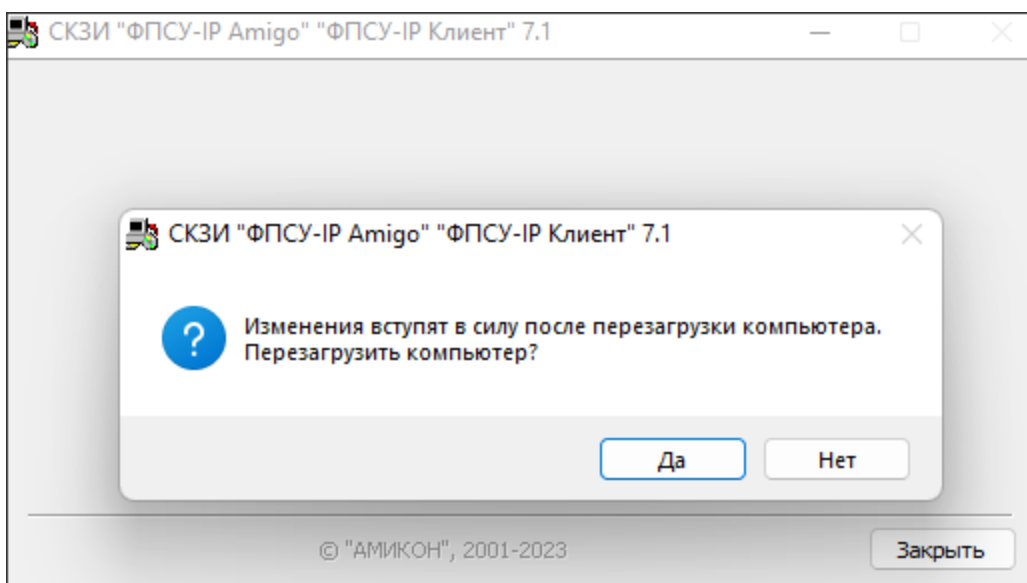 СКЗИ "ФПСУ-IP Amigo" "ФПСУ-IP Клиент" 7.1
СКЗИ "ФПСУ-IP Amigo" "ФПСУ-IP Клиент" 7.1
Изменения вступят в силу после перезагрузки компьютера.
Перезагрузить компьютер?
Да Нет
© "АМИКОН", 2001-2023 Закрыть